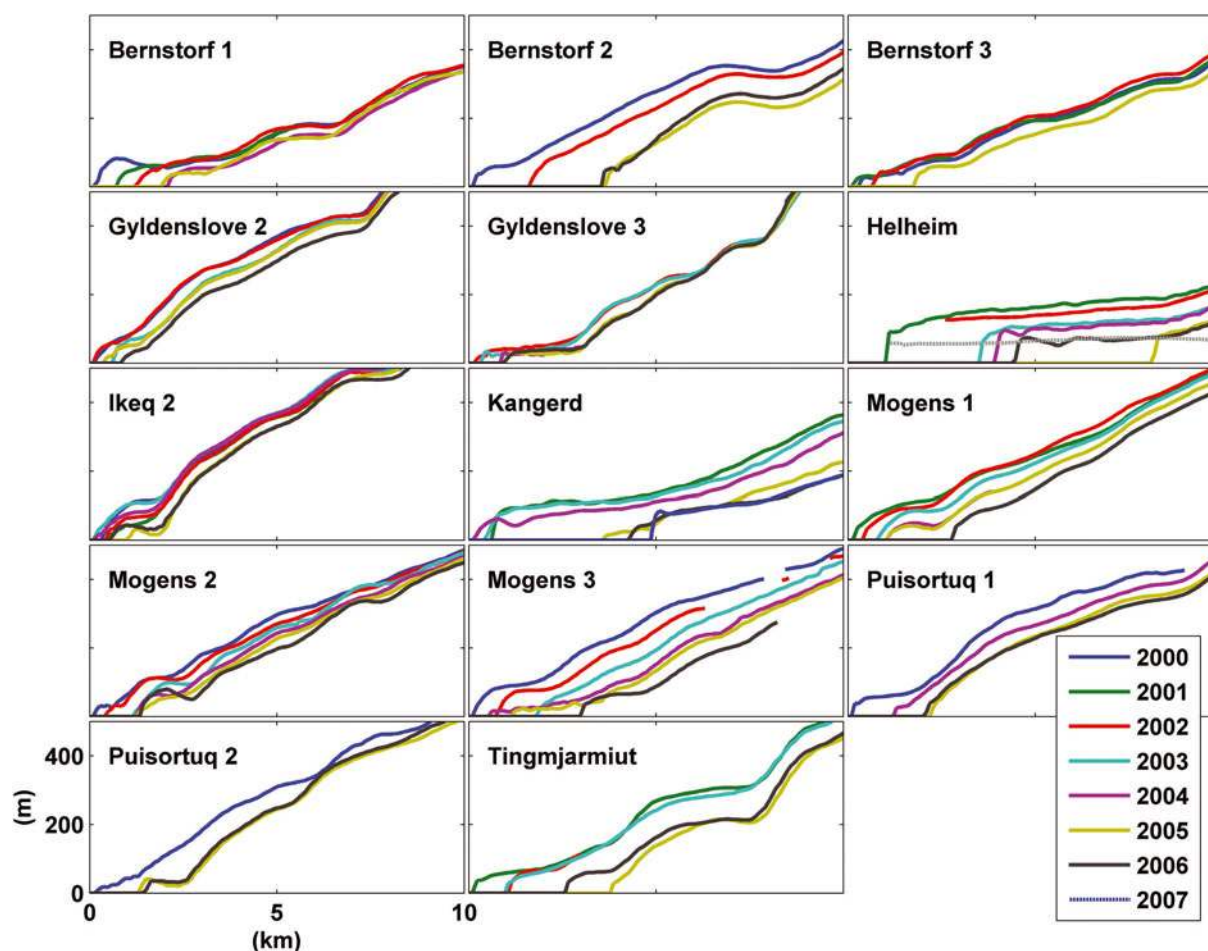 Bernstorf 1
Bernstorf 2
Bernstorf 3
Gyldenslove 2
Gyldenslove 3
Helheim
Ikeq 2
Kangerd
Mogens 1
Mogens 2
Mogens 3
Puisortuq 1
Puisortuq 2
Tingmjarmiut
400
200
0
(m)
0
5
10
(km)
2000
2001
2002
2003
2004
2005
2006
2007